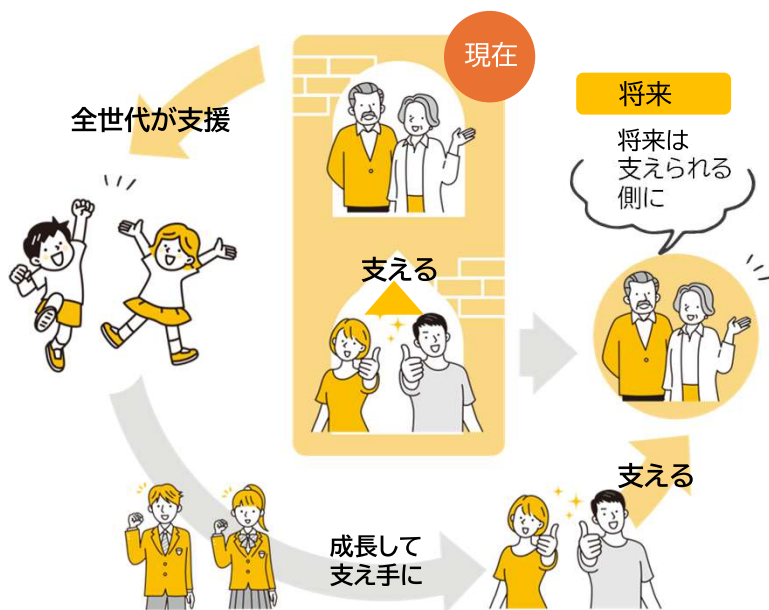 現在
全世代が支援
将来
将来は
支えられる
側に
支える
支える
成長して
支え手に